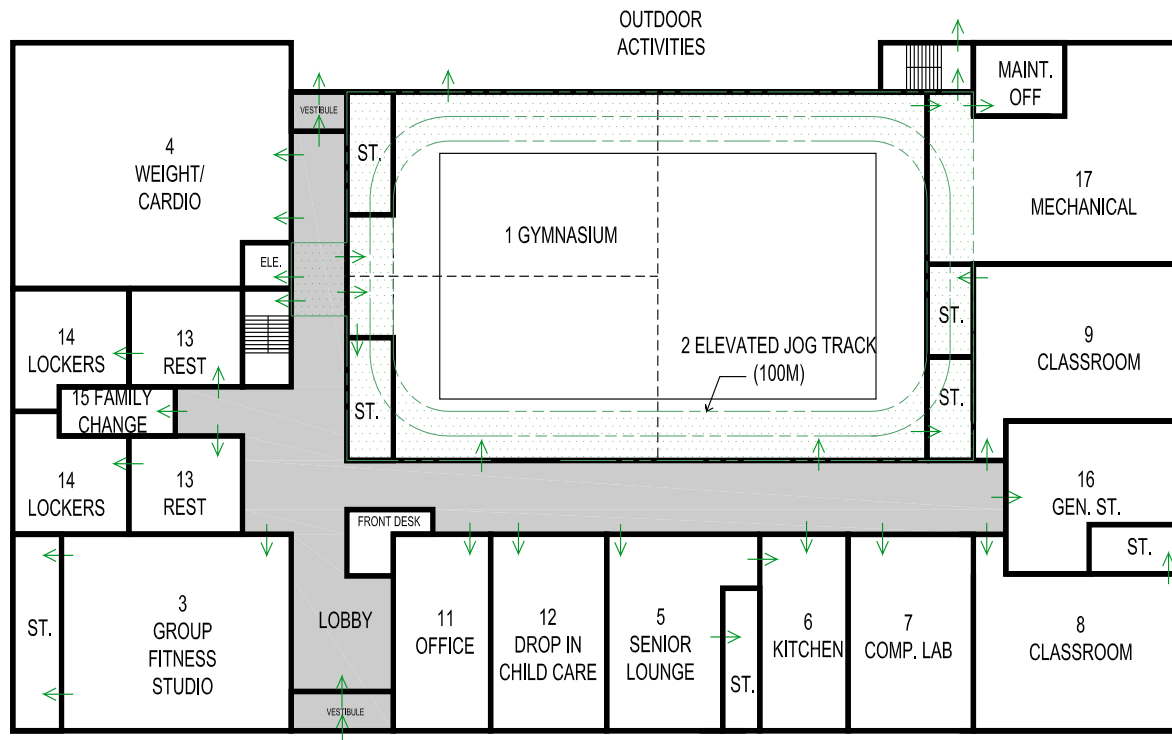 OUTDOOR
ACTIVITIES
MAINT.
OFF
VESTIBULE
4
WEIGHT/
CARDIO
ST.
17
MECHANICAL
1 GYMNASIUM
ELE.
ST.
9
CLASSROOM
14
LOCKERS
13
REST
2 ELEVATED JOG TRACK
(100M)
15 FAMILY
CHANGE
ST.
ST.
14
LOCKERS
13
REST
16
GEN. ST.
FRONT DESK
ST.
3
GROUP
FITNESS
STUDIO
ST.
LOBBY
11
OFFICE
12
DROP IN
CHILD CARE
5
SENIOR
LOUNGE
ST.
6
KITCHEN
7
COMP. LAB
8
CLASSROOM
VESTIBULE